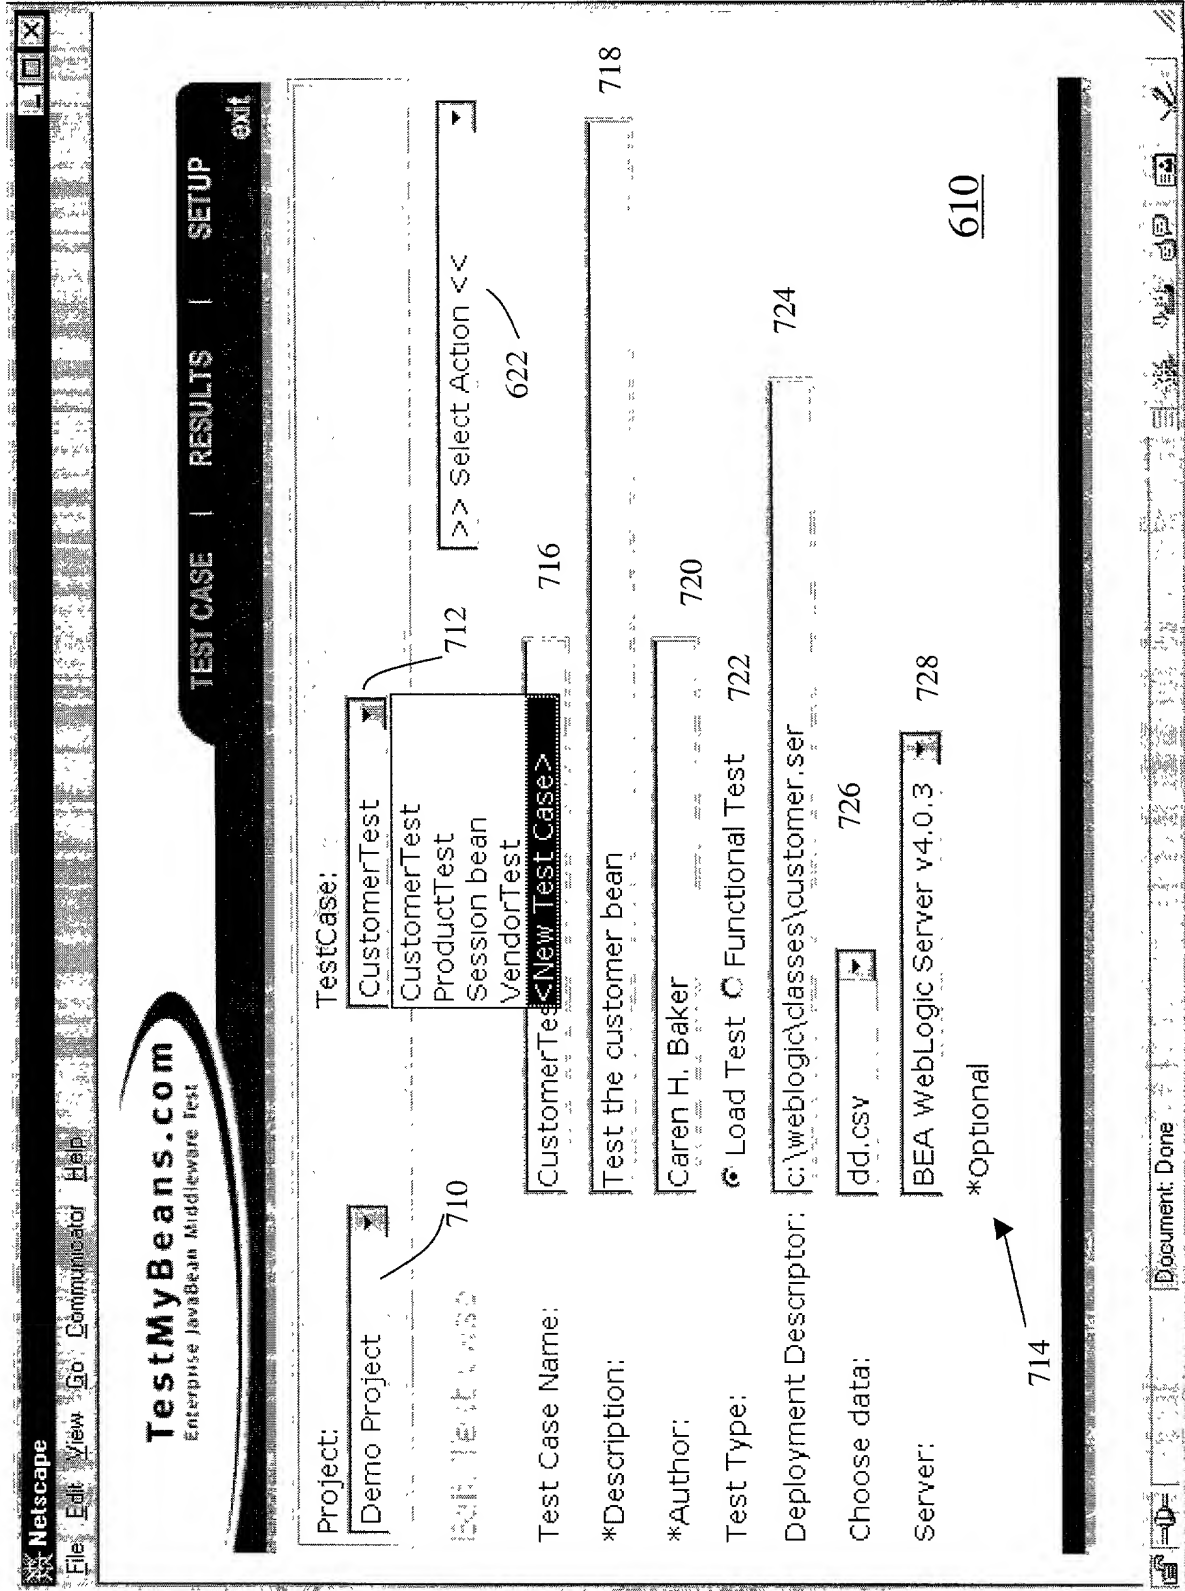 Netscape
File Edit View Go Communicator Help
TestMyBeans.com
Enterprise JavaBean Middleware Test
TEST CASE | RESULTS | SETUP
exit
Project:
TestCase:
Demo Project
CustomerTest
710
712
CustomerTest
ProductTest
Session bean
VendorTest
<New Test Case>
Edit Test Case
>> Select Action <<
622
Test Case Name:
CustomerTes
716
*Description:
Test the customer bean
718
*Author:
Caren H. Baker
720
Test Type:
Load Test
Functional Test
722
Deployment Descriptor:
c:\weblogic\classes\customer.ser
724
Choose data:
dd.csv
726
Server:
BEA WebLogic Server v4.0.3
728
*Optional
714
610
Document: Done